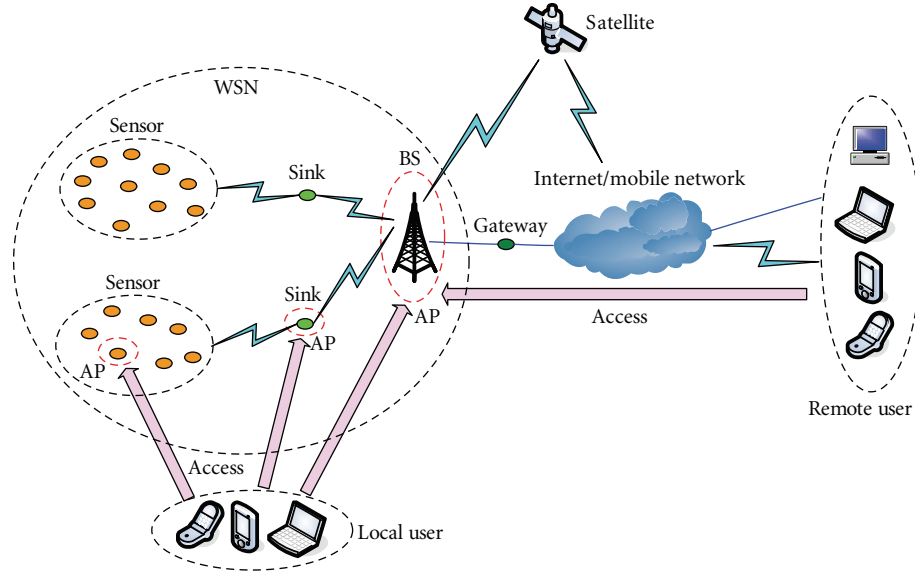 Satellite
WSN
Sensor
Sink
BS
Internet/mobile network
Gateway
Sensor
Sink
AP
AP
AP
Access
Remote user
Access
Local user